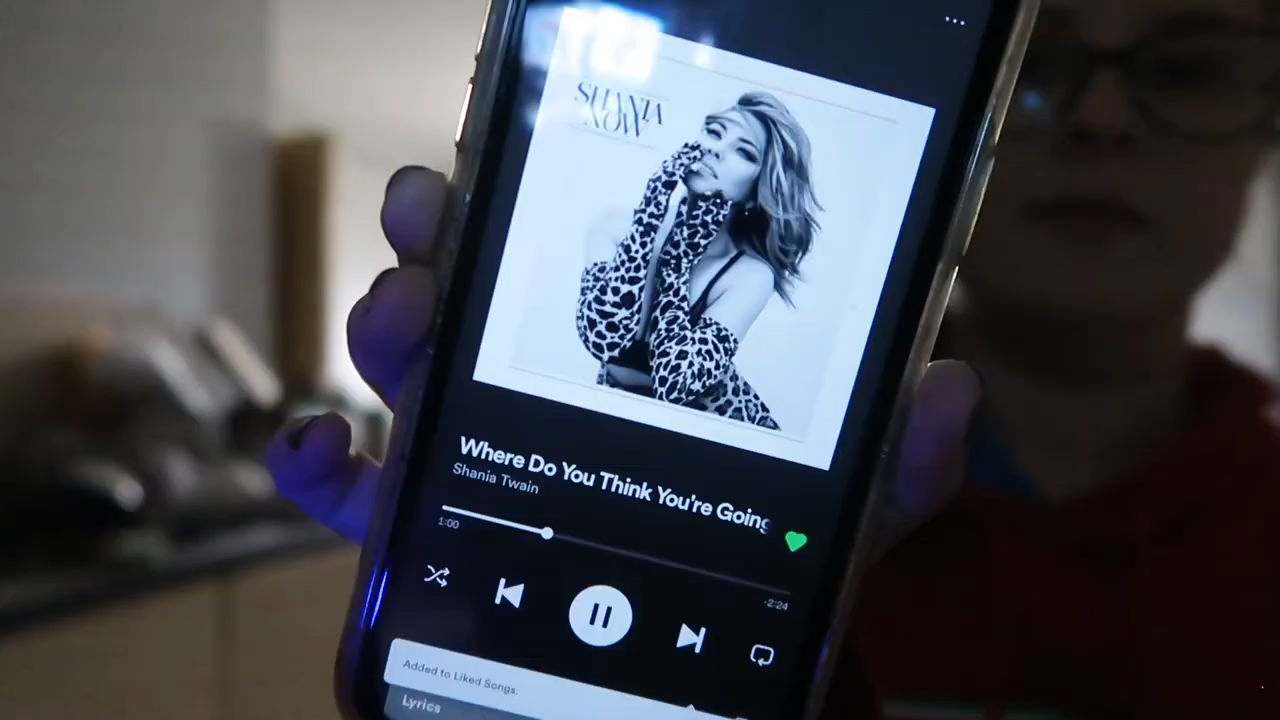 SHANIA
NOW
Where Do You Think You're Going
Shania Twain
1:00
-2:24
Added to Liked Songs.
Lyrics